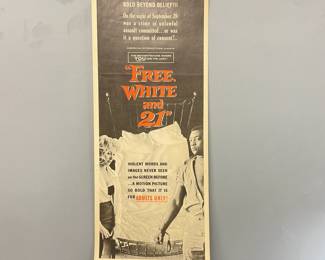 BOLD BEYOND BELIEF!!!
On the night of September 29
was a crime of unlawful
assault committed...or was
it a question of consent?
YOU
"FREE,
WHITE
and
21"
VIOLENT WORDS AND
IMAGES NEVER SEEN
on the SCREEN BEFORE
...A MOTION PICTURE
SO BOLD THAT IT IS
FOR ADULTS ONLY!